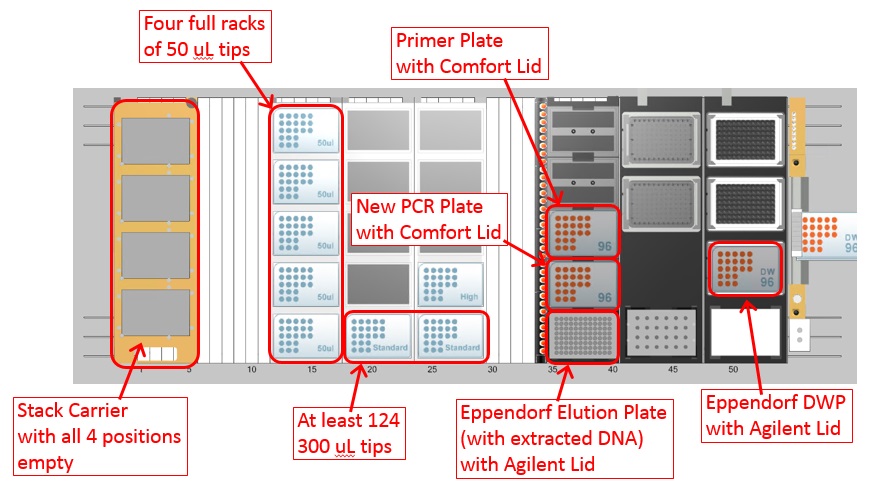 Four full racks
of 50 uL tips
Primer Plate
with Comfort Lid
50ul
50ul
New PCR Plate
with Comfort Lid
50ul
96
DW
96
50ul
High
96
DW
96
50ul
Standard
Standard
1
5
10
15
20
25
30
35
40
45
50
Stack Carrier
with all 4 positions
empty
At least 124
300 uL tips
Eppendorf Elution Plate
(with extracted DNA)
with Agilent Lid
Eppendorf DWP
with Agilent Lid